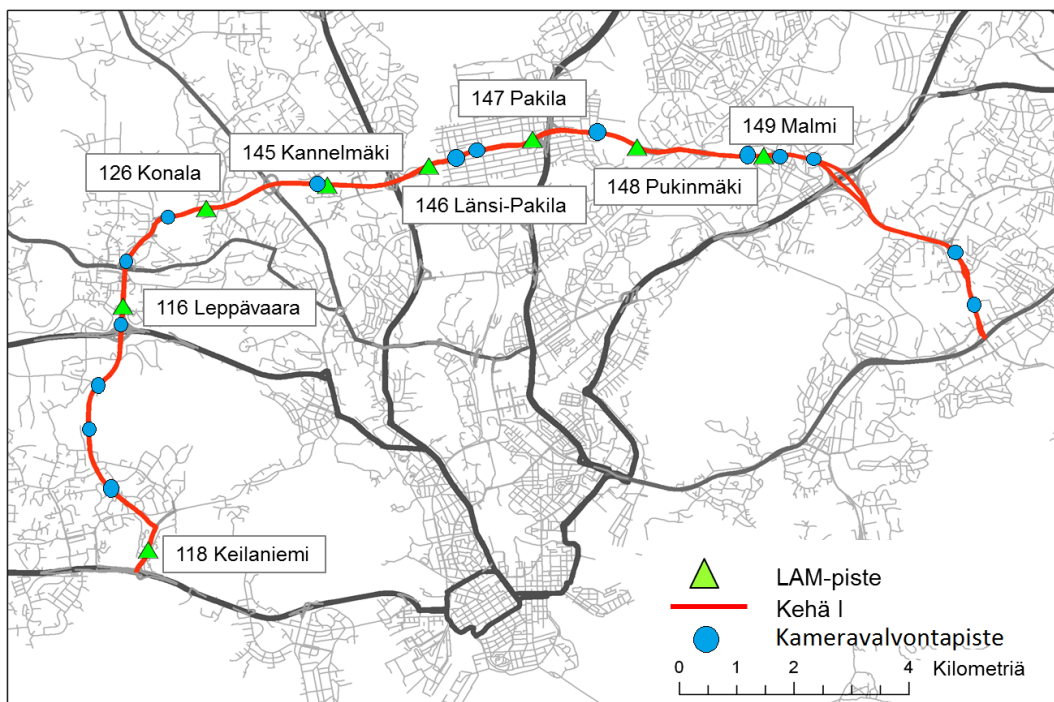 147 Pakila
149 Malmi
145 Kannelmäki
126 Konala
148 Pukinmäki
146 Länsi-Pakila
116 Leppävaara
118 Keilaniemi
LAM-piste
Kehä I
Kameravalvontapiste
0 1 2 4 Kilometriä